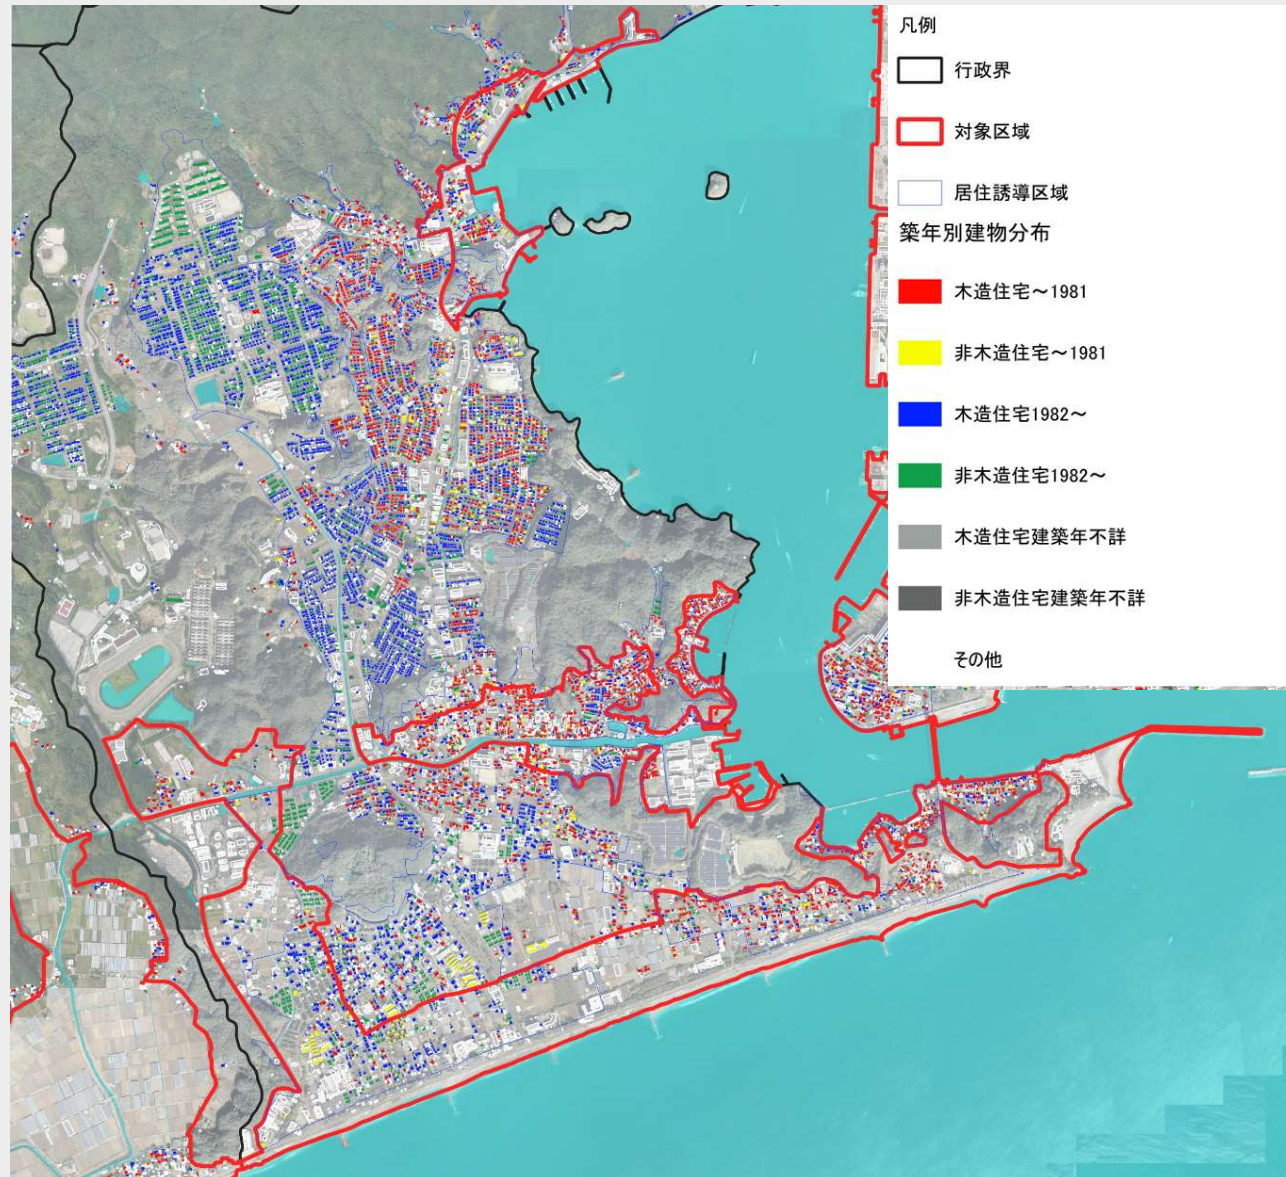 凡例
行政界
対象区域
居住誘導区域
築年別建物分布
木造住宅～1981
非木造住宅～1981
木造住宅1982～
非木造住宅1982～
木造住宅建築年不詳
非木造住宅建築年不詳
その他